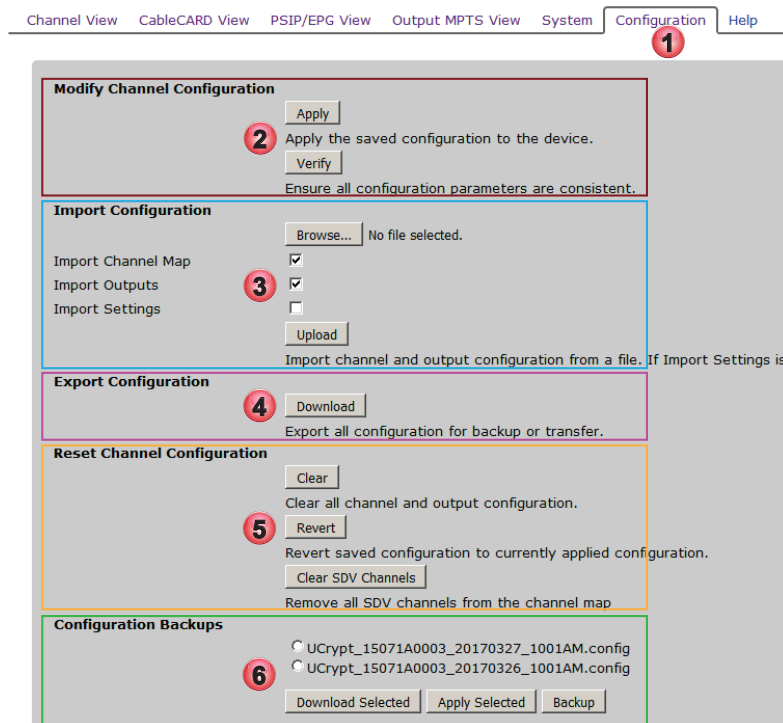 Channel View CableCARD View PSIP/EPG View Output MPTS View System Configuration Help
1
Modify Channel Configuration
Apply
2
Apply the saved configuration to the device.
Verify
Ensure all configuration parameters are consistent.
Import Configuration
Browse... No file selected.
Import Channel Map
Import Outputs
3
Import Settings
Upload
Import channel and output configuration from a file. If Import Settings is
Export Configuration
4
Download
Export all configuration for backup or transfer.
Reset Channel Configuration
Clear
Clear all channel and output configuration.
5
Revert
Revert saved configuration to currently applied configuration.
Clear SDV Channels
Remove all SDV channels from the channel map
Configuration Backups
UCrypt_15071A0003_20170327_1001AM.config
UCrypt_15071A0003_20170326_1001AM.config
6
Download Selected Apply Selected Backup